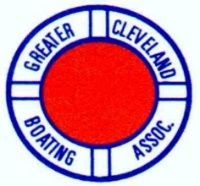 GREATER
CLEVELAND
BOATING
ASSOC.